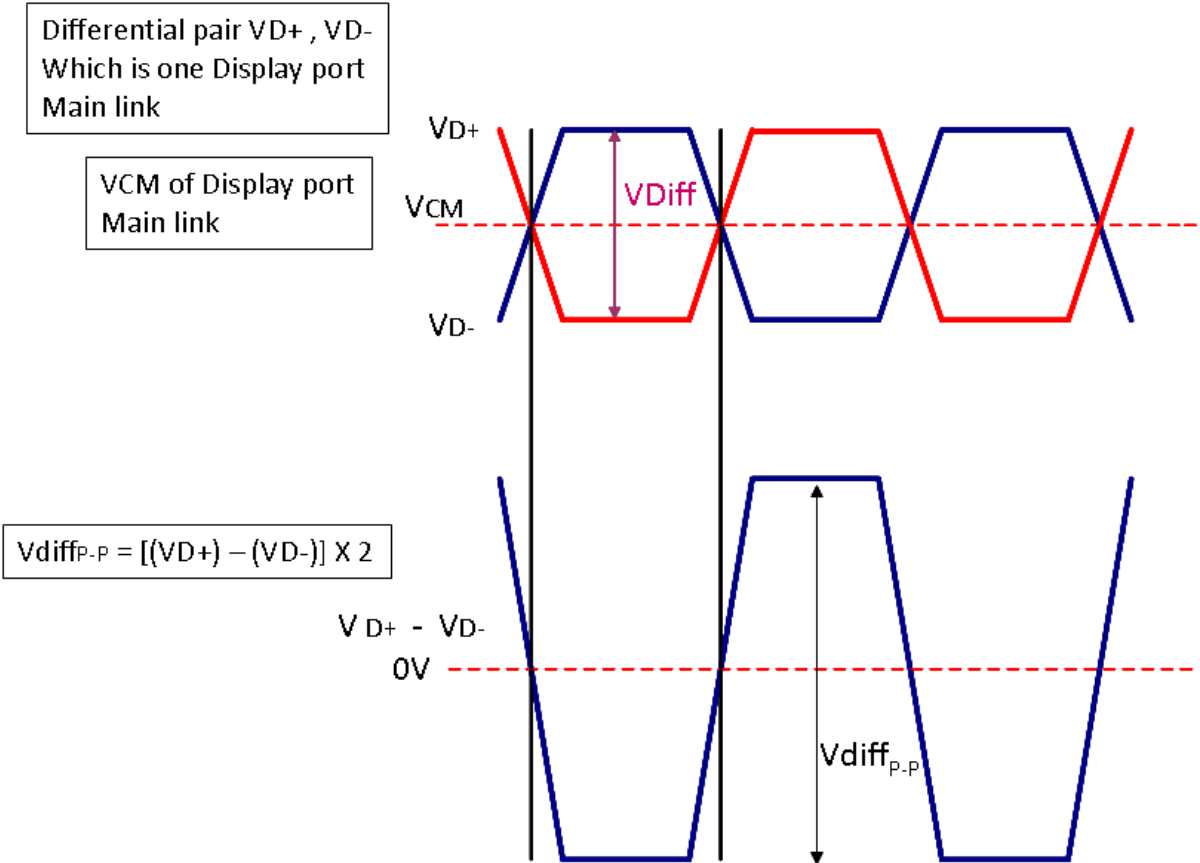 Differential pair VD+ , VD-
Which is one Display port
Main link
VCM of Display port
Main link
VD+
VCM
VD-
VDiff
VdiffP-P = [(VD+) – (VD-)] X 2
V D+ - VD-
0V
VdiffP-P